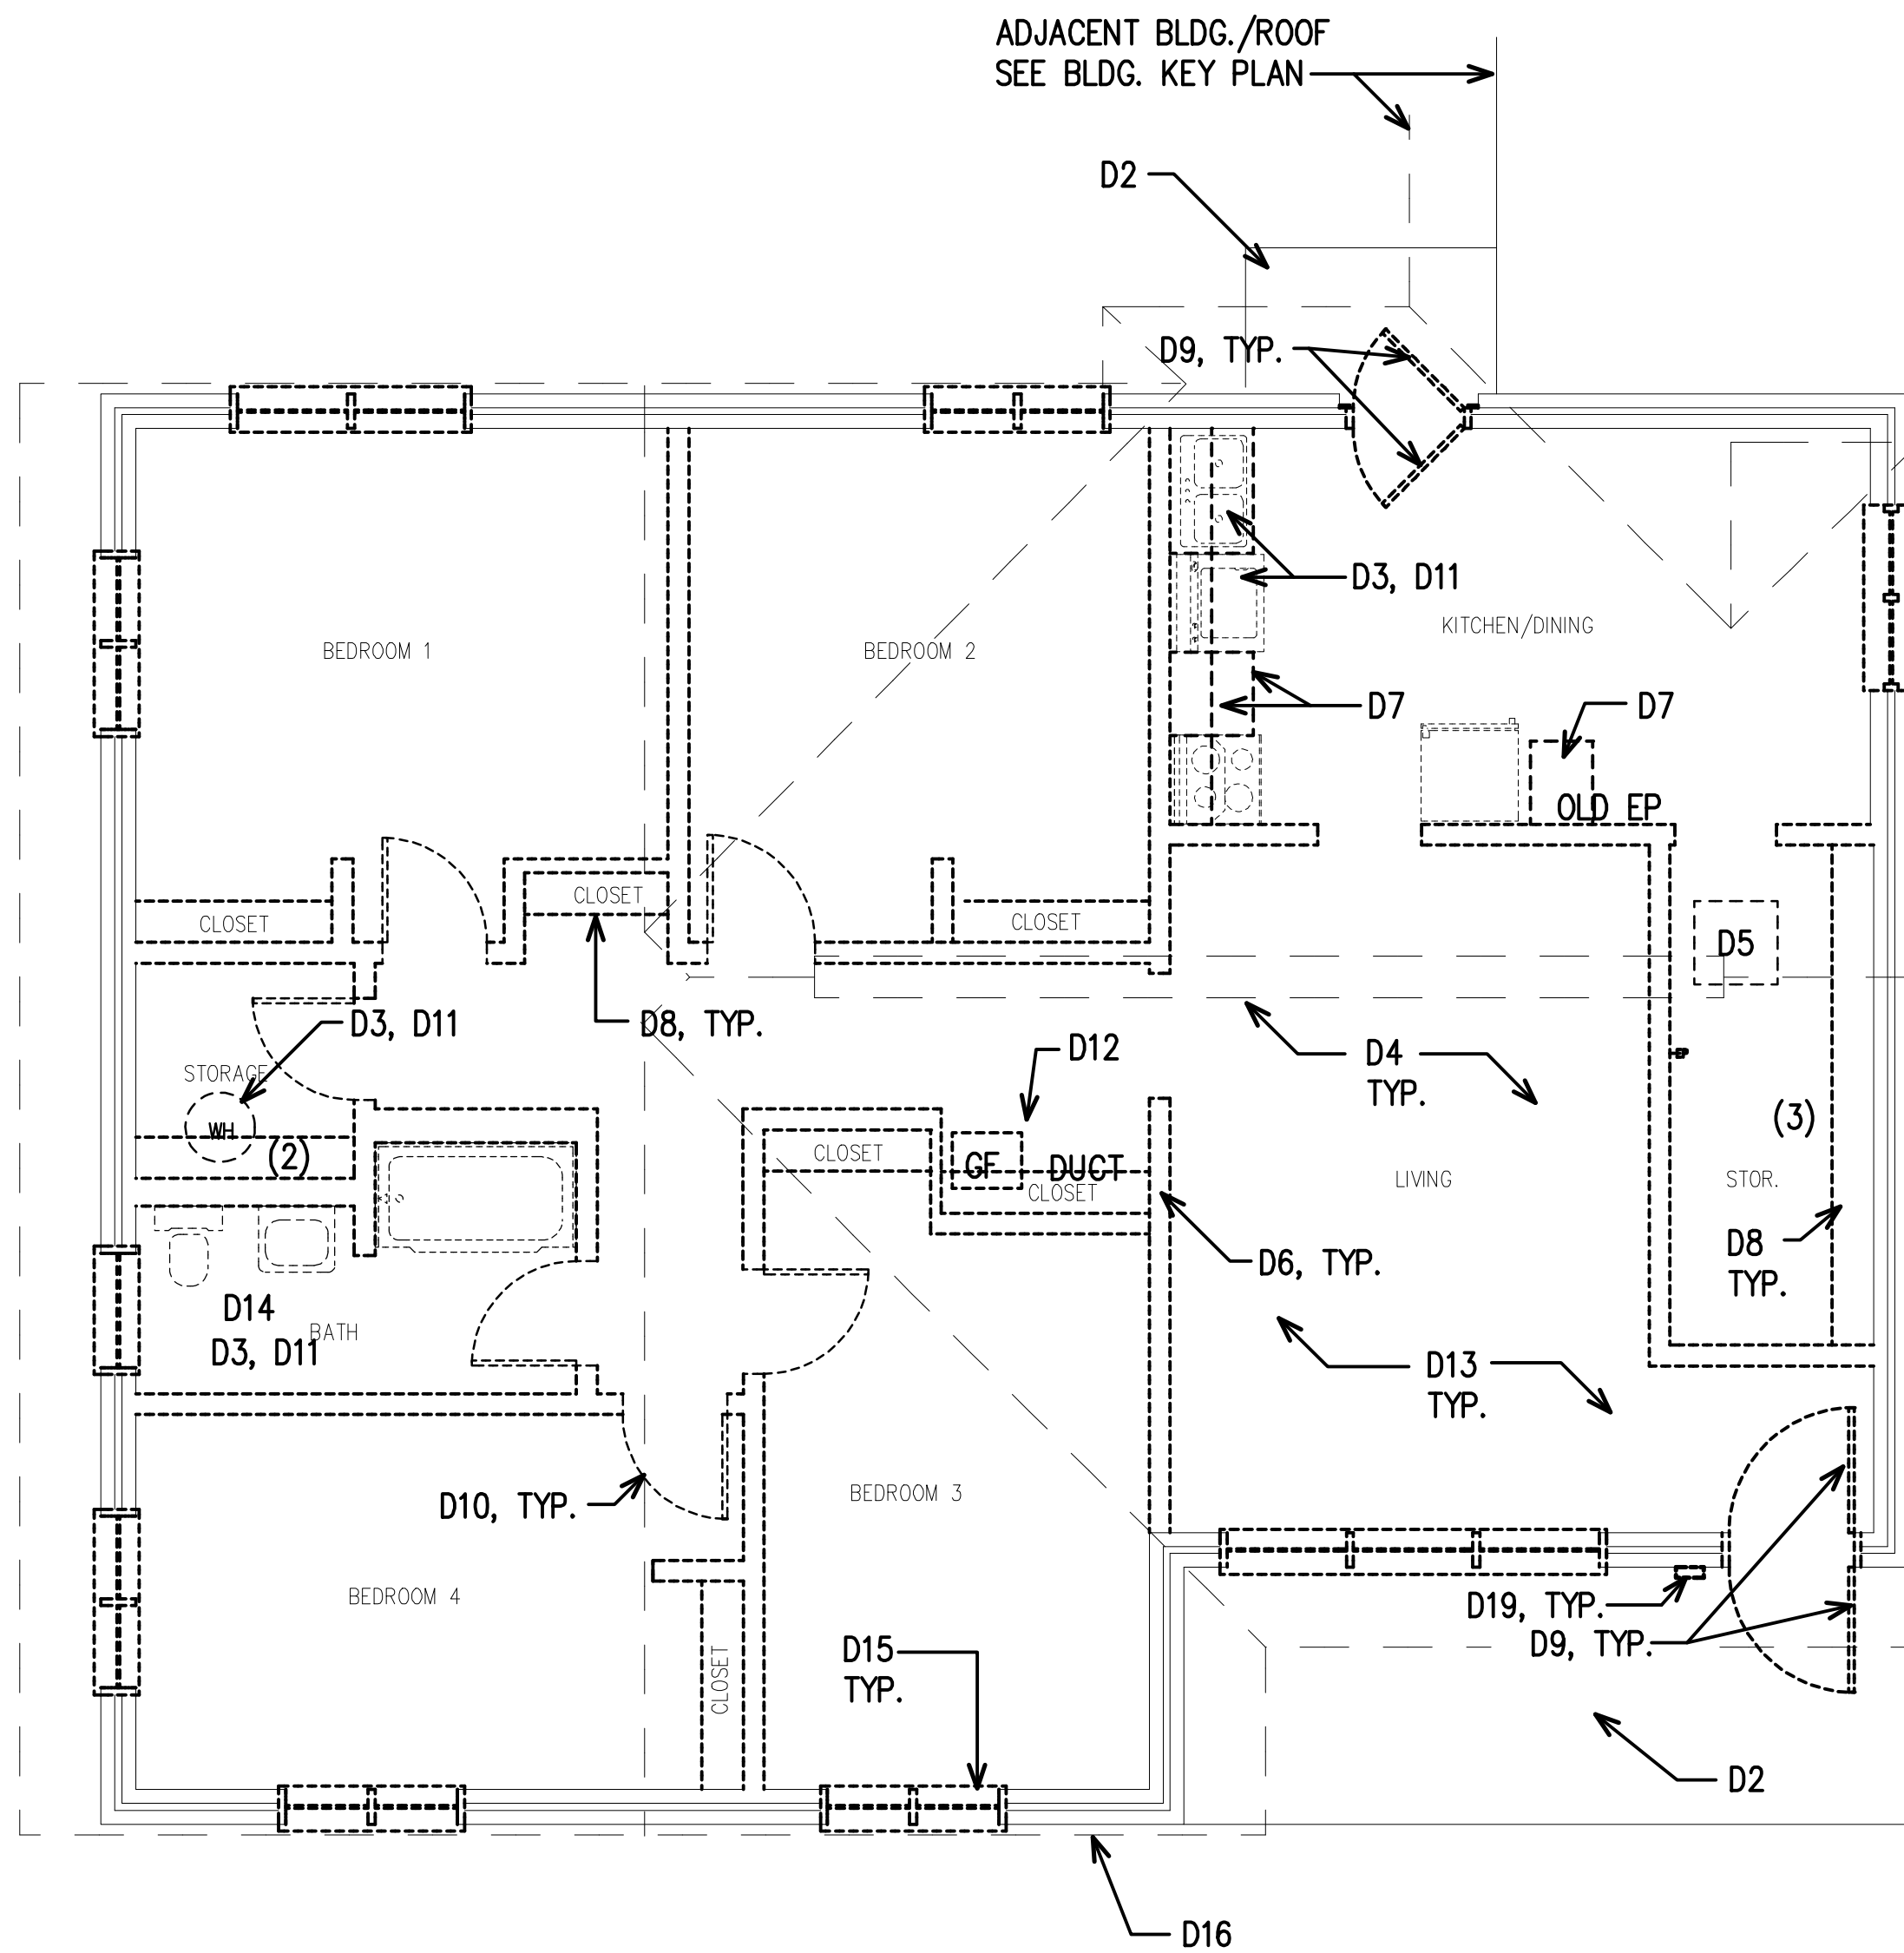 ADJACENT BLDG./ROOF
SEE BLDG. KEY PLAN
D2
D9, TYP.
D3, D11
KITCHEN/DINING
BEDROOM 1
BEDROOM 2
D7
D7
OLD EP
CLOSET
CLOSET
CLOSET
D5
D3, D11
D8, TYP.
D12
D4
TYP.
STORAGE
WH
(2)
(3)
CLOSET
GF
DUCT
CLOSET
LIVING
STOR.
D8
TYP.
D6, TYP.
D14
BATH
D3, D11
D13
TYP.
D10, TYP.
BEDROOM 3
BEDROOM 4
D19, TYP.
D9, TYP.
CLOSET
D15
TYP.
D2
D16